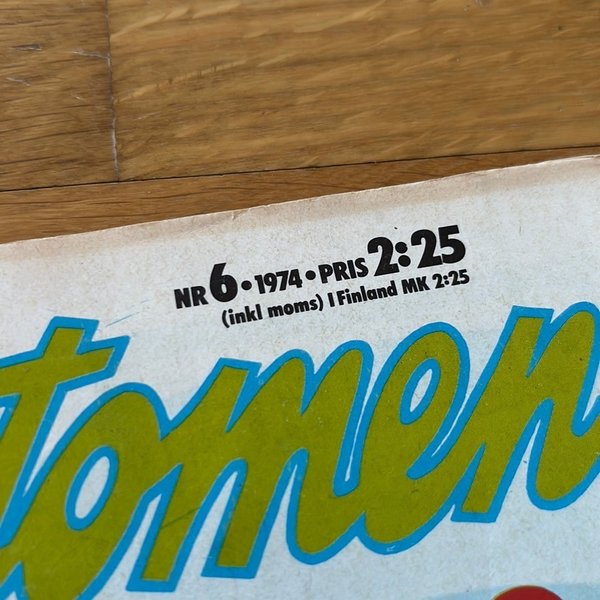 NR 6 • 1974 • PRIS 2:25
(inkl moms) I Finland MK 2:25
tomen